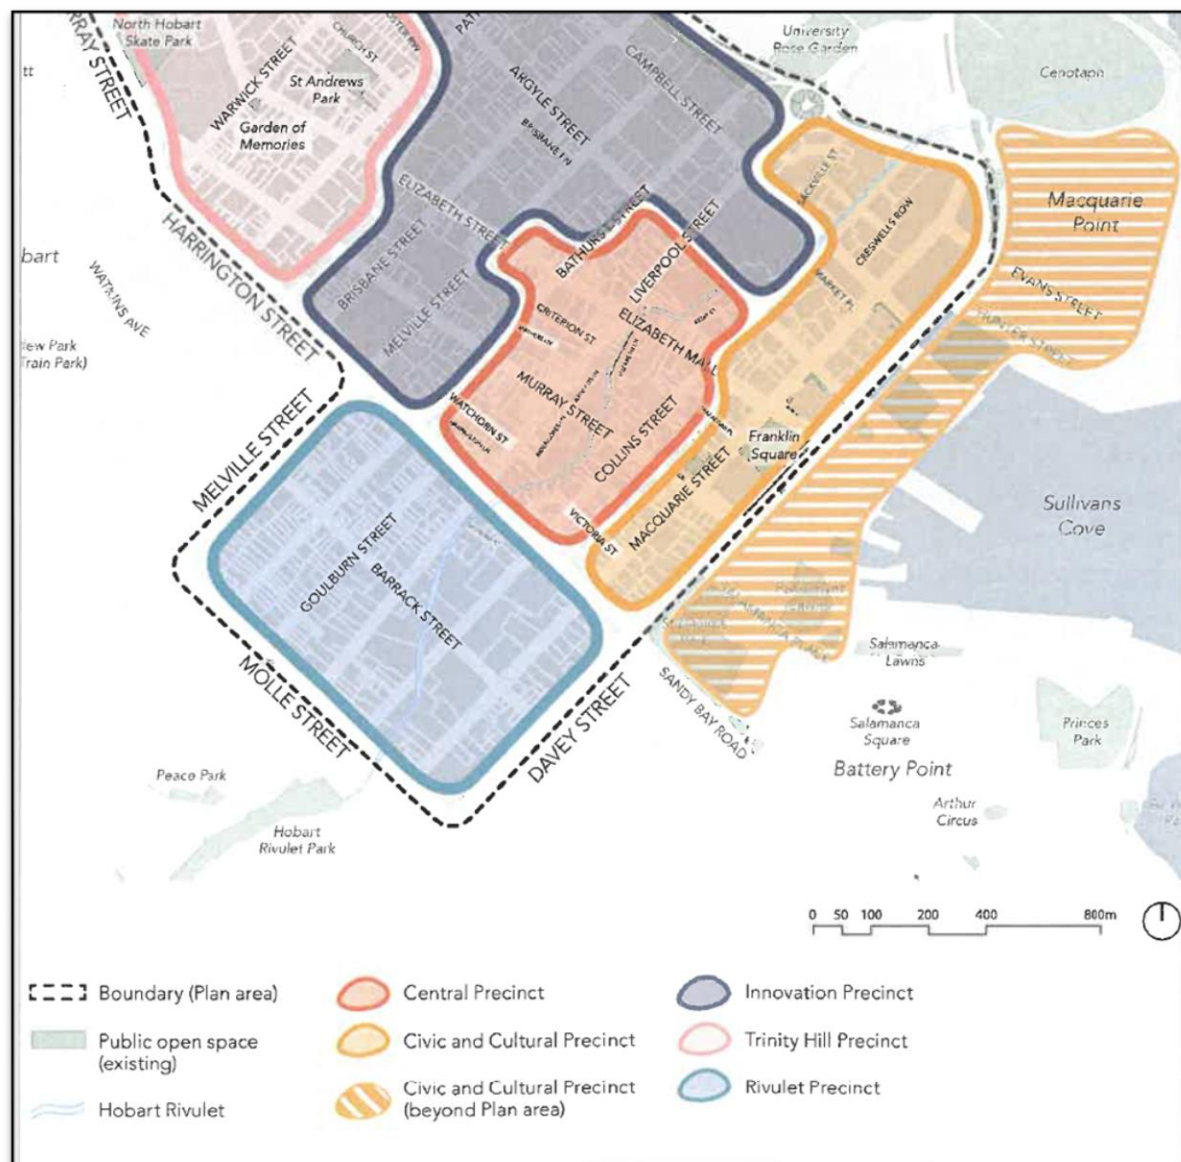 North Hobart
Skate Park
RRAY STREET
WARWICK STREET
CHURCH ST
St Andrews
Park
Garden of
Memories
ARGYLE STREET
CAMPBELL STREET
BRISBANE LN
University
Rose Garden
Cenotaph
tt
HARRINGTON STREET
ELIZABETH STREET
BRISBANE STREET
MELVILLE STREET
BATHURST STREET
LIVERPOOL STREET
SACKVILLE ST
CRESWELLS ROW
MARKET PL
Macquarie
Point
EVANS STREET
HUNTER STREET
bart
WATKINS AVE
iew Park
Train Park)
CRITERION ST
ELIZABETH MALL
MURRAY STREET
WATCHORN ST
COLLINS STREET
Franklin
Square
MACQUARIE STREET
VICTORIA ST
MELVILLE STREET
GOULBURN STREET
BARRACK STREET
MOLLE STREET
DAVEY STREET
SANDY BAY ROAD
Sullivans
Cove
Salamanca
Lawns
Salamanca
Square
Princes
Park
Battery Point
Arthur
Circus
Peace Park
Hobart
Rivulet Park
0 50 100 200 400 800m
Boundary (Plan area)
Public open space
(existing)
Hobart Rivulet
Central Precinct
Civic and Cultural Precinct
Civic and Cultural Precinct
(beyond Plan area)
Innovation Precinct
Trinity Hill Precinct
Rivulet Precinct